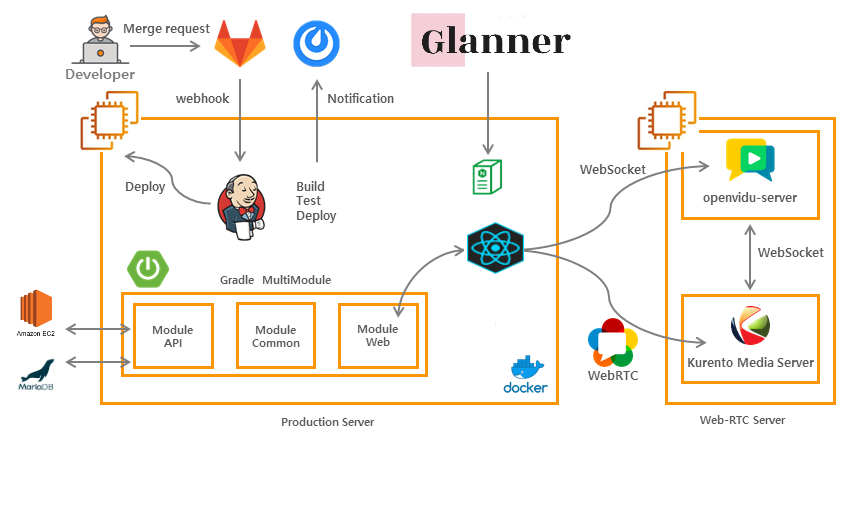 Merge request
Glanner
Developer
webhook
Notification
Deploy
Build
Test
Deploy
WebSocket
openvidu-server
WebSocket
Gradle MultiModule
Amazon EC2
Module
API
Module
Common
Module
Web
MariaDB
docker
WebRTC
Kurento Media Server
Production Server
Web-RTC Server